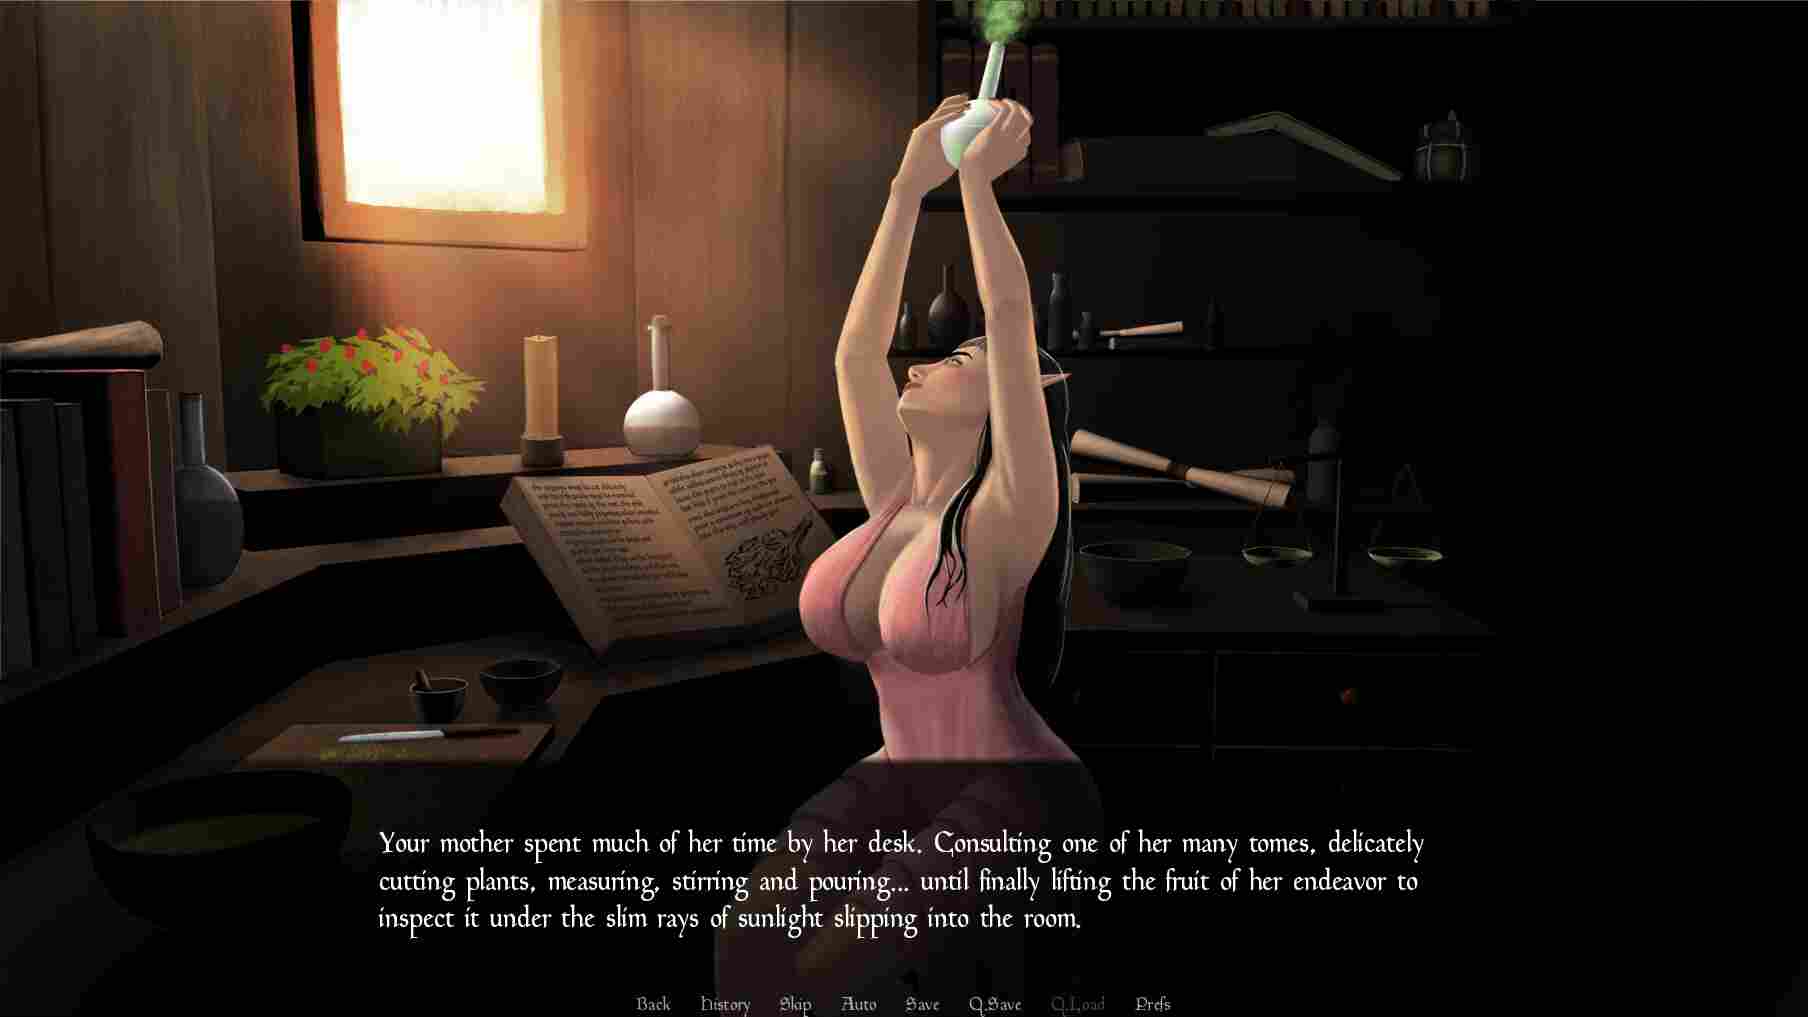 Your mother spent much of her time by her desk. Consulting one of her many tomes, delicately
cutting plants, measuring, stirring and pouring... until finally lifting the fruit of her endeavor to
inspect it under the slim rays of sunlight slipping into the room.
Back History Skip Auto Save Q.Save Q.Load Prefs